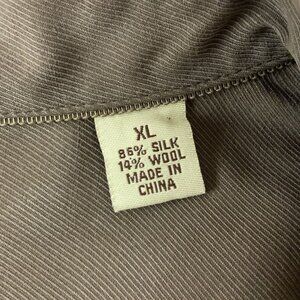 XL
86% SILK
14% WOOL
MADE IN
CHINA